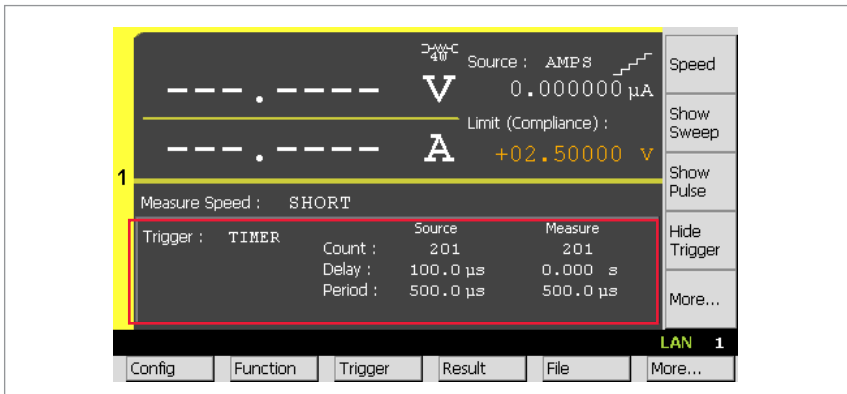 4W
Source : AMPS
---.---- V 0.000000 µA
Limit (Compliance) :
---.---- A +02.50000 V
1
Measure Speed : SHORT
Trigger : TIMER
Source Measure
Count : 201 201
Delay : 100.0 µs 0.000 s
Period : 500.0 µs 500.0 µs
Speed
Show
Sweep
Show
Pulse
Hide
Trigger
More...
LAN 1
Config Function Trigger Result File More...